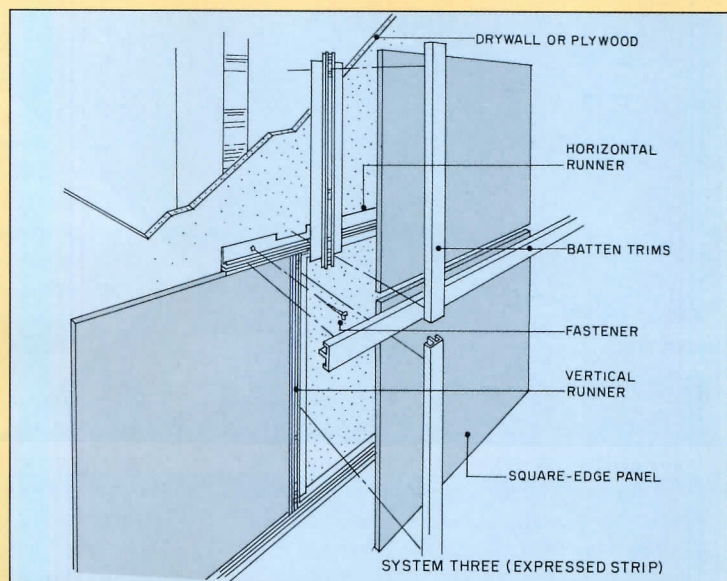 DRYWALL OR PLYWOOD
HORIZONTAL
RUNNER
BATTEN TRIMS
FASTENER
VERTICAL
RUNNER
SQUARE-EDGE PANEL
SYSTEM THREE (EXPRESSED STRIP)